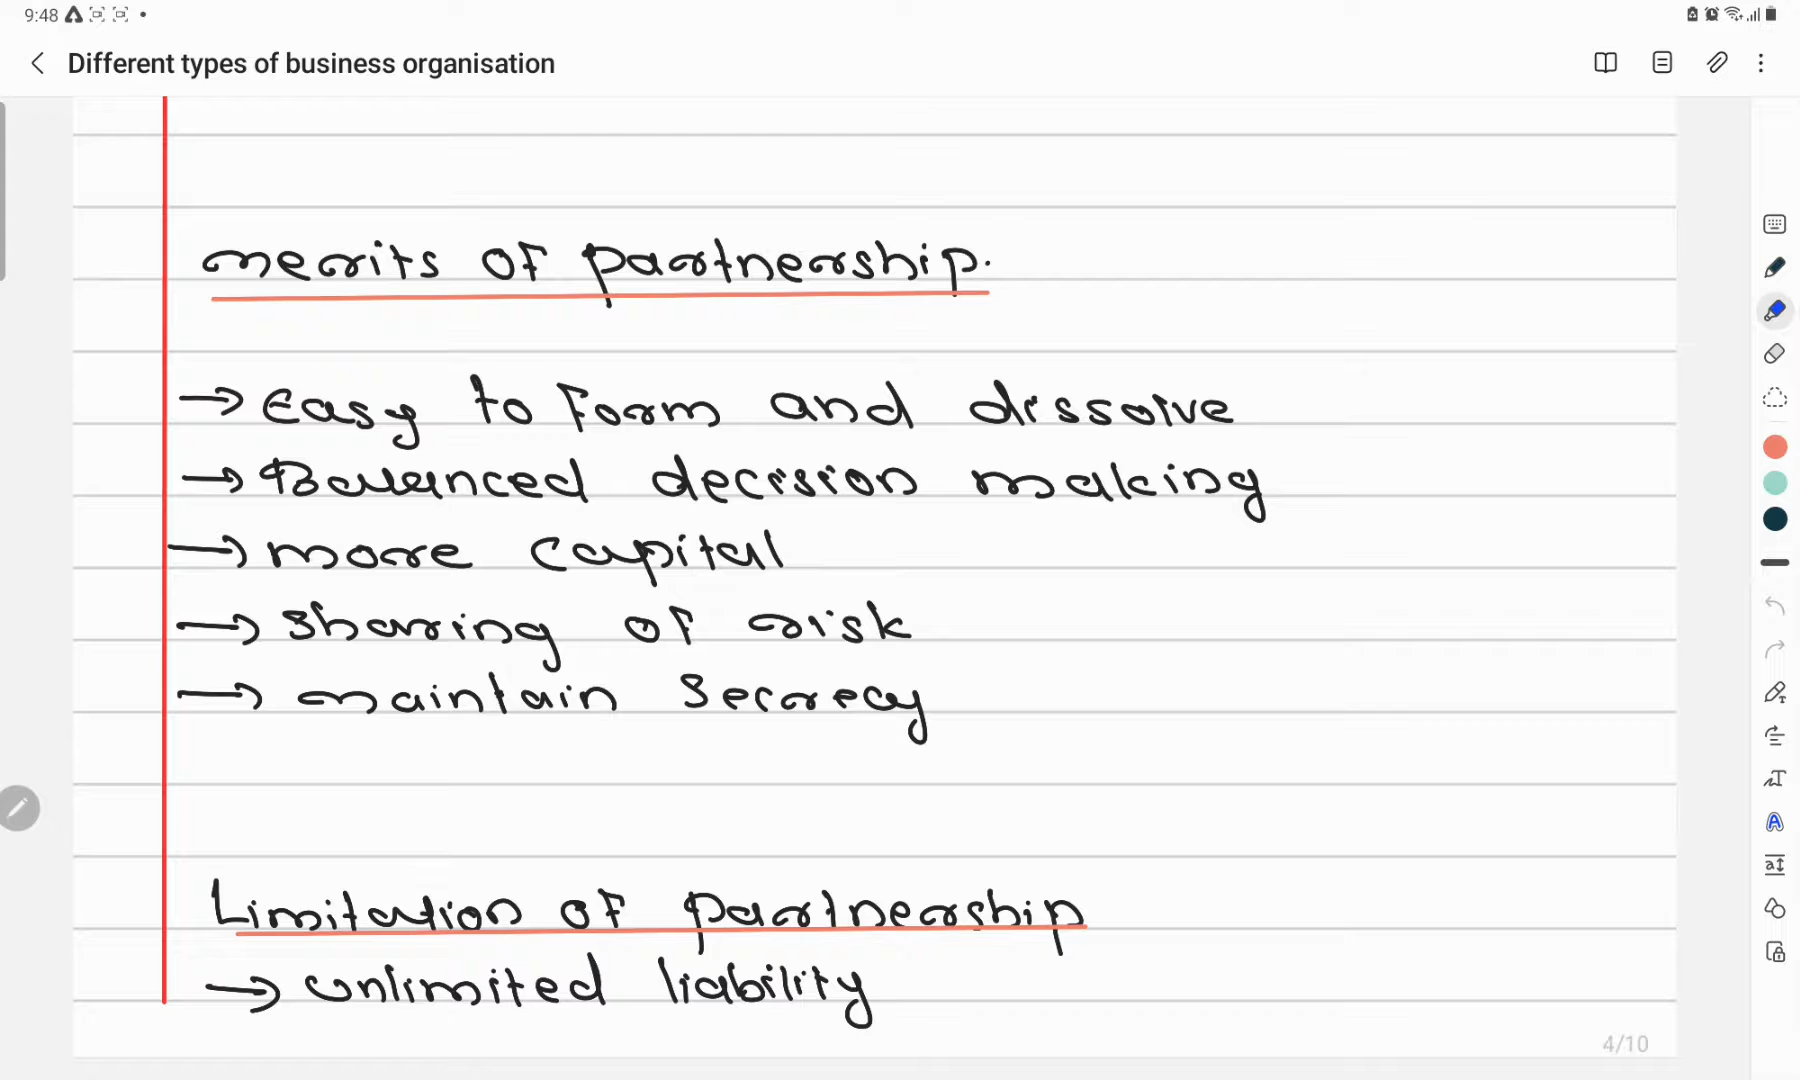 9:48
Different types of business organisation
merits of partnership.
→ Easy to form and dissolve
→ Balanced decision making
→ more capital
→ Sharing of risk
→ maintain secrecy
Limitation of partnership
→ unlimited liability
4/10